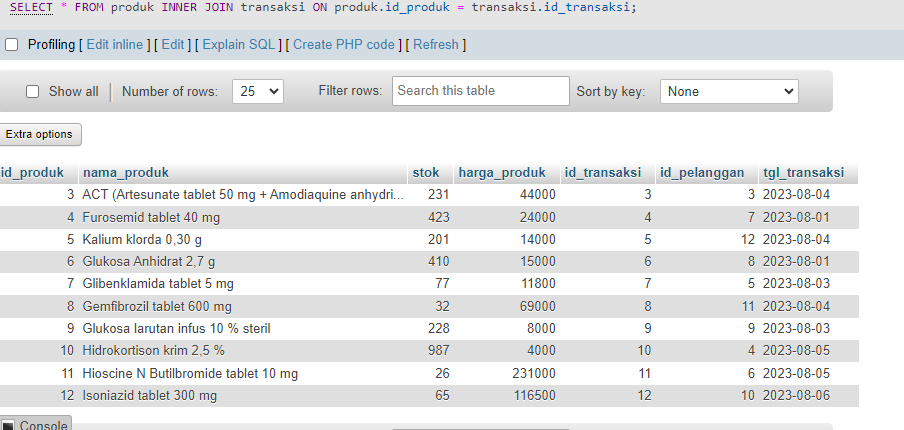 SELECT * FROM produk INNER JOIN transaksi ON produk.id_produk = transaksi.id_transaksi;
Profiling [ Edit inline ] [ Edit ] [ Explain SQL ] [ Create PHP code ] [ Refresh ]
Show all Number of rows: 25 Filter rows: Search this table Sort by key: None
Extra options
id_produk nama_produk stok harga_produk id_transaksi id_pelanggan tgl_transaksi
3 ACT (Artesunate tablet 50 mg + Amodiaquine anhydri... 231 44000 3 3 2023-08-04
4 Furosemid tablet 40 mg 423 24000 4 7 2023-08-01
5 Kalium klorda 0,30 g 201 14000 5 12 2023-08-04
6 Glukosa Anhidrat 2,7 g 410 15000 6 8 2023-08-01
7 Glibenklamida tablet 5 mg 77 11800 7 5 2023-08-03
8 Gemfibrozil tablet 600 mg 32 69000 8 11 2023-08-04
9 Glukosa larutan infus 10 % steril 228 8000 9 9 2023-08-03
10 Hidrokortison krim 2,5 % 987 4000 10 4 2023-08-05
11 Hioscine N Butilbromide tablet 10 mg 26 231000 11 6 2023-08-05
12 Isoniazid tablet 300 mg 65 116500 12 10 2023-08-06
Console